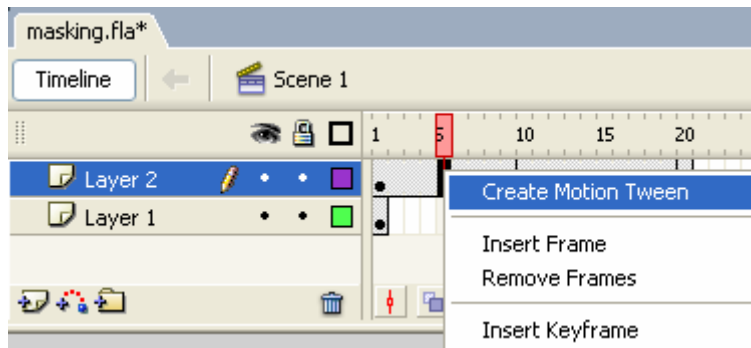 masking.fla*
Timeline Scene 1
1 5 10 15 20
Layer 2
Create Motion Tween
Layer 1
Insert Frame
Remove Frames
Insert Keyframe